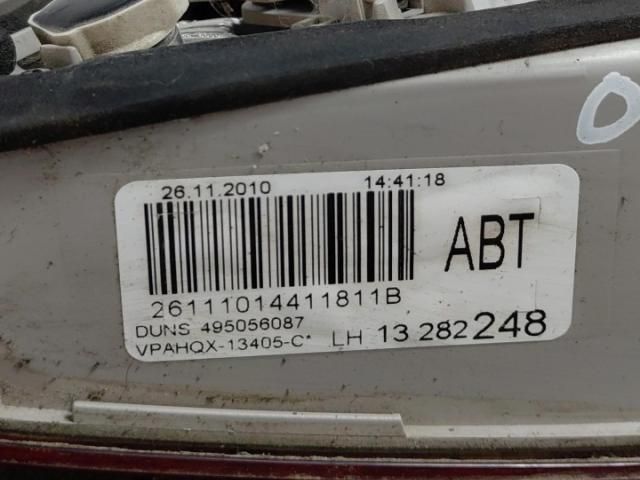 26.11.2010 14:41:18
ABT
26111014411811B
DUNS 495056087
VPAHQX-13405-C* LH 13 282 248